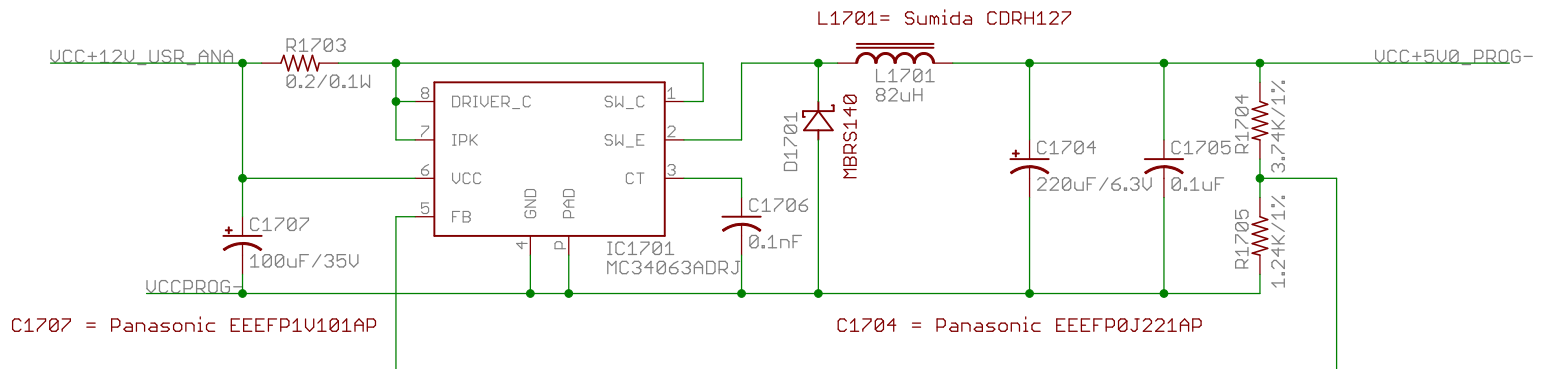 L1701= Sumida CDRH127
VCC+12V_USR_ANA
R1703
0.2/0.1W
L1701
82uH
VCC+5V0_PROG-
8
DRIVER_C
SW_C
1
7
IPK
SW_E
2
6
VCC
CT
3
5
FB
GND
PAD
4
P
IC1701
MC34063ADRJ
D1701
MBRS140
C1704
220uF/6.3V
C1705
0.1uF
R1704
3.74K/1%
R1705
1.24K/1%
C1706
0.1nF
C1707
100uF/35V
VCCPROG-
C1707 = Panasonic EEEFP1V101AP
C1704 = Panasonic EEEFP0J221AP